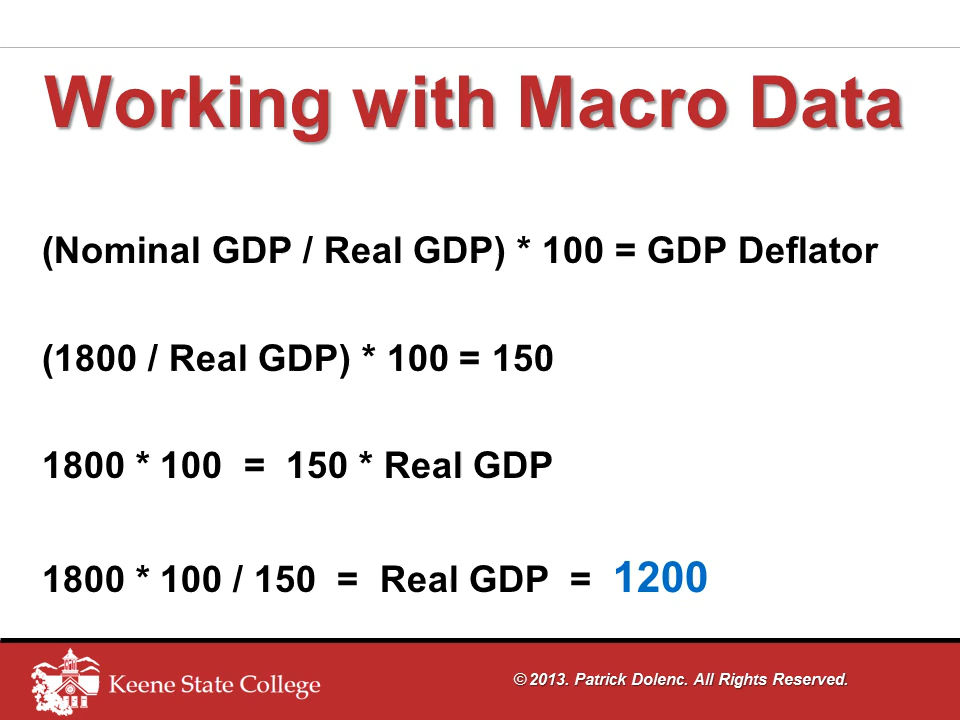 Working with Macro Data
(Nominal GDP / Real GDP) * 100 = GDP Deflator
(1800 / Real GDP) * 100 = 150
1800 * 100 = 150 * Real GDP
1800 * 100 / 150 = Real GDP = 1200
Keene State College
© 2013. Patrick Dolenc. All Rights Reserved.